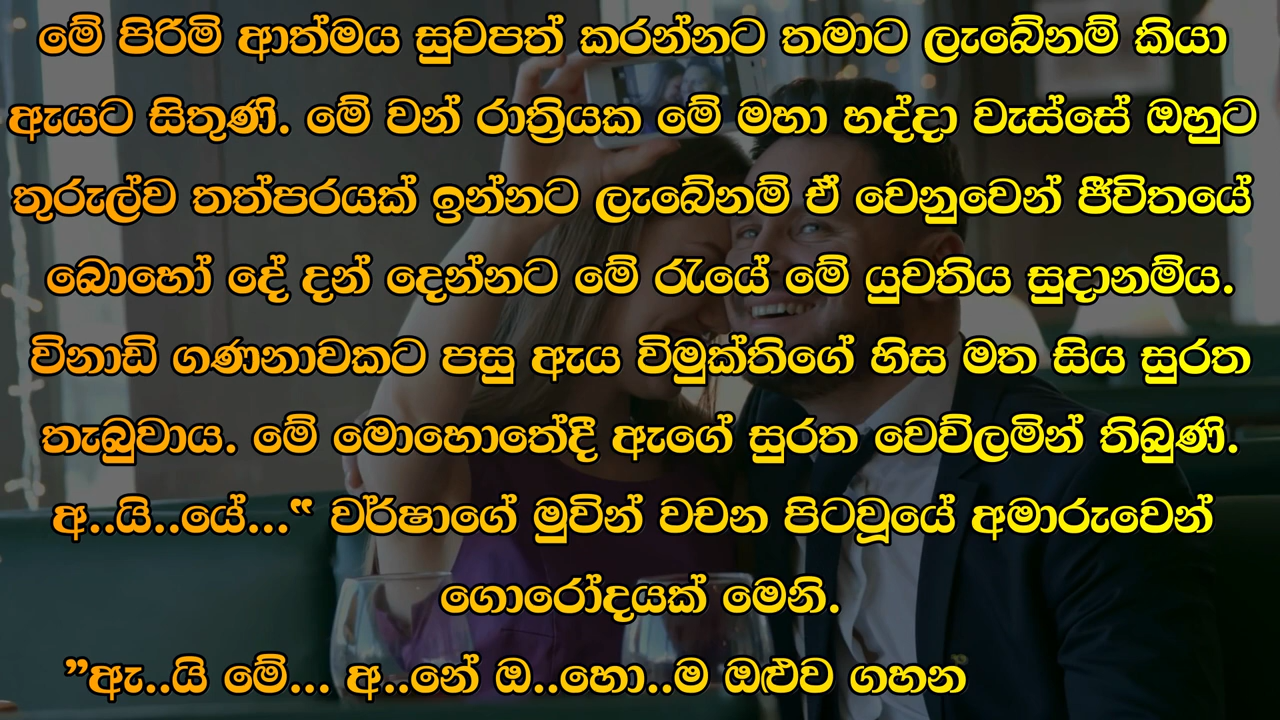 මේ පිරිමි ආත්මය සුවපත් කරන්නට තමාට ලැබේනම් කියා
ඇයට සිතුණි. මේ වන් රාත්‍රියක මේ මහා හද්දා වැස්සේ ඔහුට
තුරුල්ව තත්පරයක් ඉන්නට ලැබේනම් ඒ වෙනුවෙන් ජීවිතයේ
බොහෝ දේ දන් දෙන්නට මේ රැයේ මේ යුවතිය සුදානම්ය.
විනාඩි ගණනාවකට පසු ඇය විමුක්තිගේ හිස මත සිය සුරත
තැබුවාය. මේ මොහොතේදී ඇගේ සුරත වෙව්ලමින් තිබුණි.
අ..යි..යේ...“ වර්ෂාගේ මුවින් වචන පිටවූයේ අමාරුවෙන්
ගොරෝදයක් මෙනි.
”ඇ..යි මේ... අ..නේ ඔ..හො..ම ඔළුව ගහන